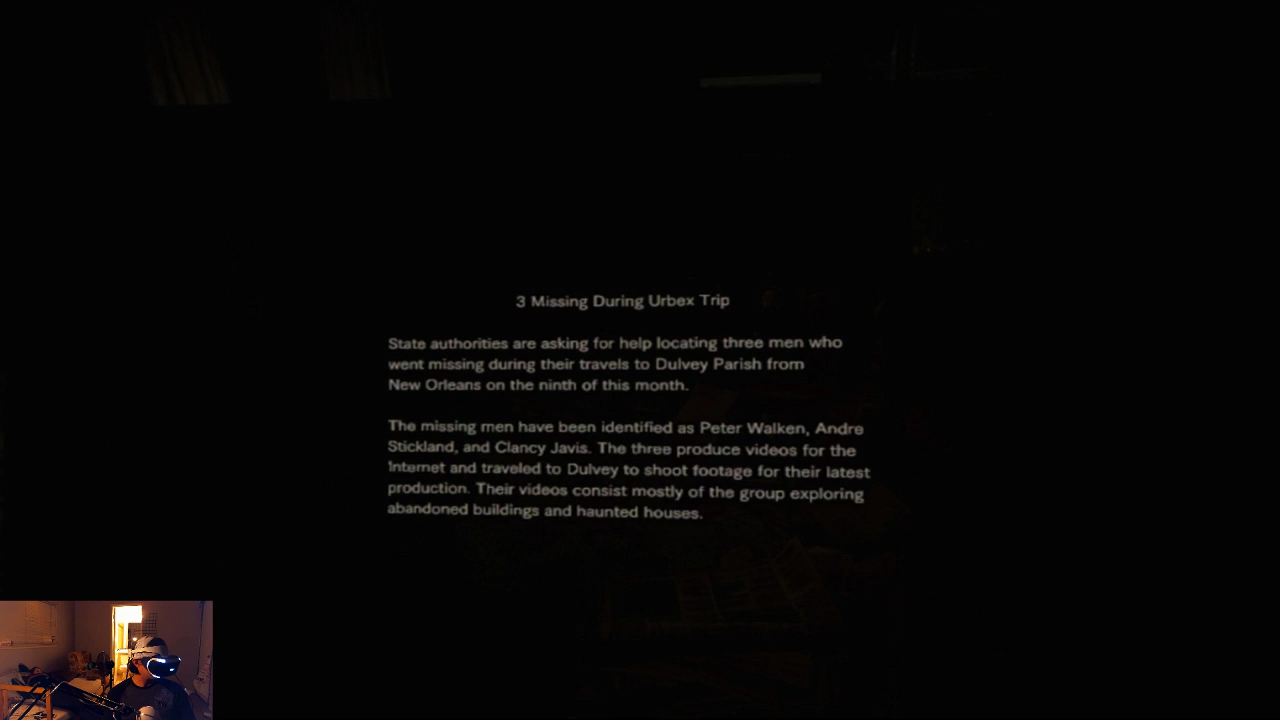 3 Missing During Urbex Trip
State authorities are asking for help locating three men who
went missing during their travels to Dulvey Parish from
New Orleans on the ninth of this month.
The missing men have been identified as Peter Walken, Andre
Stickland, and Clancy Javis. The three produce videos for the
Internet and traveled to Dulvey to shoot footage for their latest
production. Their videos consist mostly of the group exploring
abandoned buildings and haunted houses.